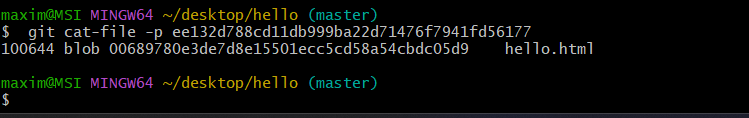 maxim@MSI MINGW64 ~/desktop/hello (master)
$  git cat-file -p ee132d788cd11db999ba22d71476f7941fd56177
100644 blob 00689780e3de7d8e15501ecc5cd58a54cbdc05d9    hello.html
maxim@MSI MINGW64 ~/desktop/hello (master)
$